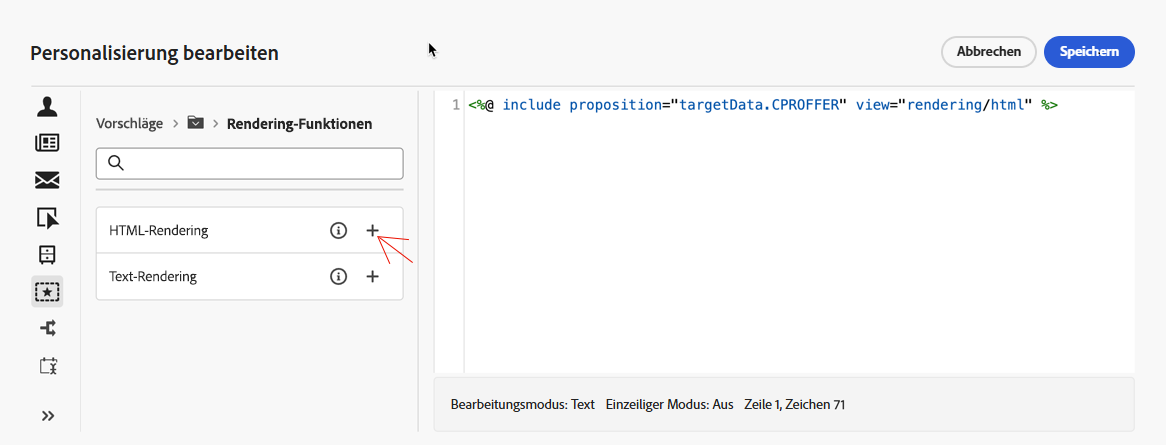 Personalisierung bearbeiten
Abbrechen
Speichern
Vorschläge > > Rendering-Funktionen
HTML-Rendering
Text-Rendering
1 <%@ include proposition="targetData.CPROFFER" view="rendering/html" %>
Bearbeitungsmodus: Text Einzeiliger Modus: Aus Zeile 1, Zeichen 71